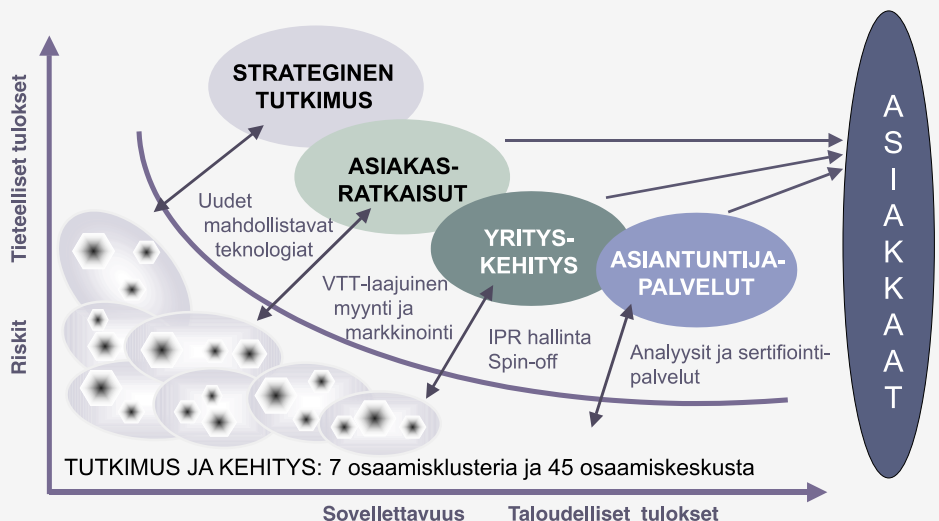 STRATEGINEN
TUTKIMUS
ASIAKAS-
RATKAISUT
YRITYS-
KEHITYS
ASIANTUNTIJA-
PALVELUT
ASIAKKAAT
Tieteelliset tulokset
Riskit
Uudet
mahdollistavat
teknologiat
VTT-laajuinen
myynti ja
markkinointi
IPR hallinta
Spin-off
Analyysit ja sertifiointi-
palvelut
TUTKIMUS JA KEHITYS: 7 osaamisklusteria ja 45 osaamiskeskusta
Sovellettavuus
Taloudelliset tulokset